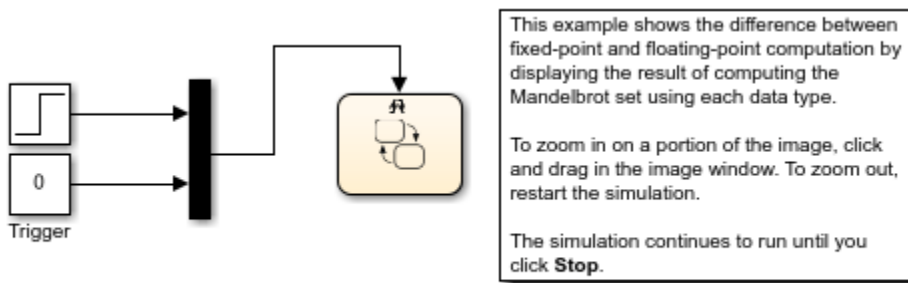 0
Trigger
This example shows the difference between
fixed-point and floating-point computation by
displaying the result of computing the
Mandelbrot set using each data type.
To zoom in on a portion of the image, click
and drag in the image window. To zoom out,
restart the simulation.
The simulation continues to run until you
click Stop.